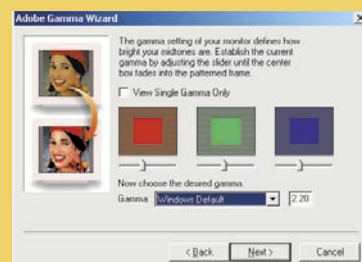 Adobe Gamma Wizard
The gamma setting of your monitor defines how
bright your midtones are. Establish the current
gamma by adjusting the slider until the center
box fades into the patterned frame.
View Single Gamma Only
Now choose the desired gamma.
Gamma: Windows Default 2.20
< Back Next > Cancel